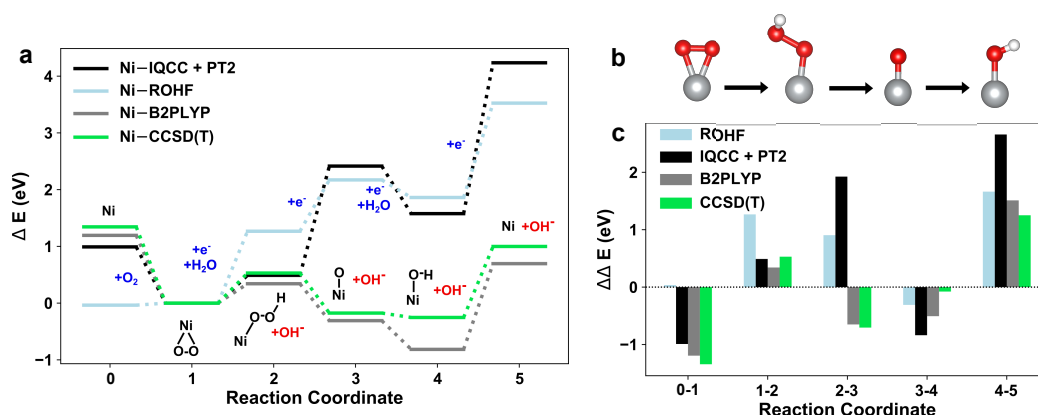 a
Ni−IQCC + PT2
Ni−ROHF
Ni−B2PLYP
Ni−CCSD(T)
Δ E (eV)
4
3
2
1
0
−1
Ni
+O₂
+e⁻
+H₂O
+e⁻
+e⁻
+H₂O
+e⁻
Ni +OH⁻
Ni
O-O
H
O-O
Ni
+OH⁻
O
Ni
+OH⁻
O-H
Ni
+OH⁻
0 1 2 3 4 5
Reaction Coordinate
b
c
ROHF
IQCC + PT2
B2PLYP
CCSD(T)
ΔΔ E (eV)
2
1
0
−1
0-1 1-2 2-3 3-4 4-5
Reaction Coordinate